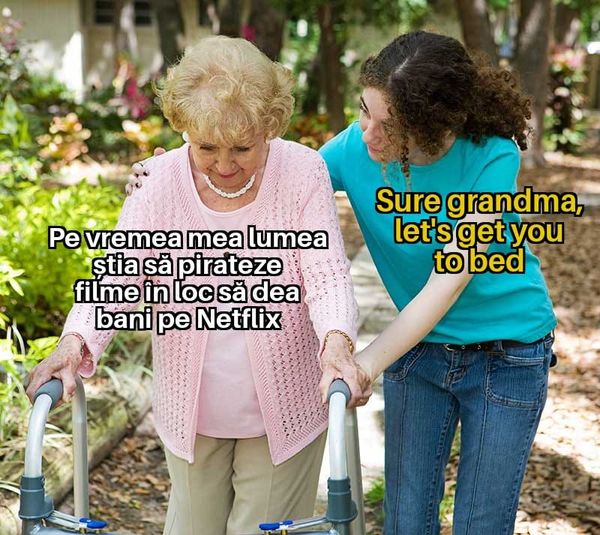 Pe vremea mea lumea
știa să pirateze
filme în loc să dea
bani pe Netflix
Sure grandma,
let's get you
to bed